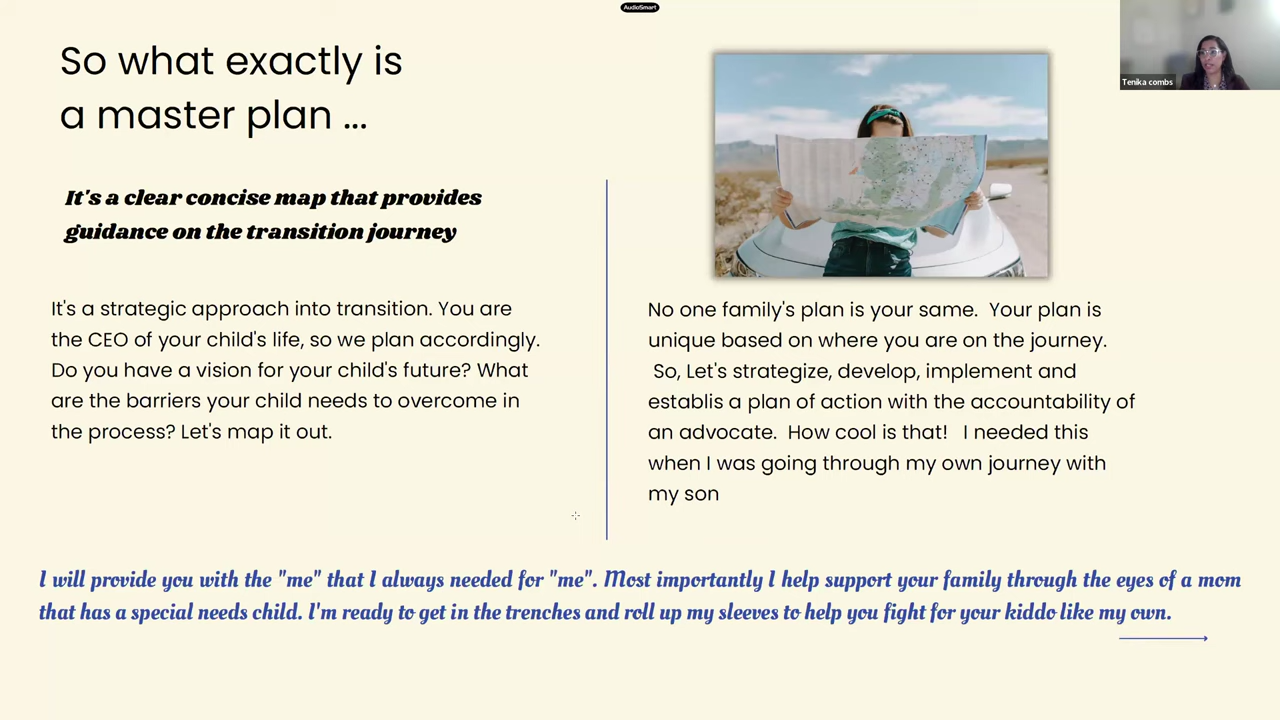 AudioSmart
So what exactly is
a master plan ...
It's a clear concise map that provides
guidance on the transition journey
It's a strategic approach into transition. You are
the CEO of your child's life, so we plan accordingly.
Do you have a vision for your child's future? What
are the barriers your child needs to overcome in
the process? Let's map it out.
Tenika combs
No one family's plan is your same. Your plan is
unique based on where you are on the journey.
So, Let's strategize, develop, implement and
establis a plan of action with the accountability of
an advocate. How cool is that! I needed this
when I was going through my own journey with
my son
I will provide you with the "me" that I always needed for "me". Most importantly I help support your family through the eyes of a mom
that has a special needs child. I'm ready to get in the trenches and roll up my sleeves to help you fight for your kiddo like my own.